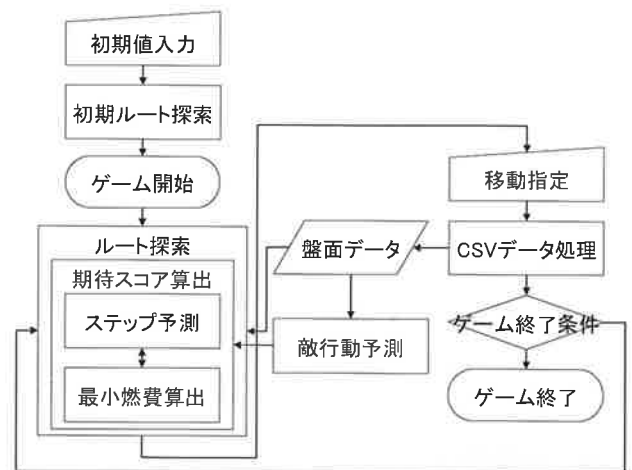 初期値入力
初期ルート探索
ゲーム開始
ルート探索
期待スコア算出
ステップ予測
最小燃費算出
盤面データ
敵行動予測
移動指定
CSVデータ処理
ゲーム終了条件
ゲーム終了